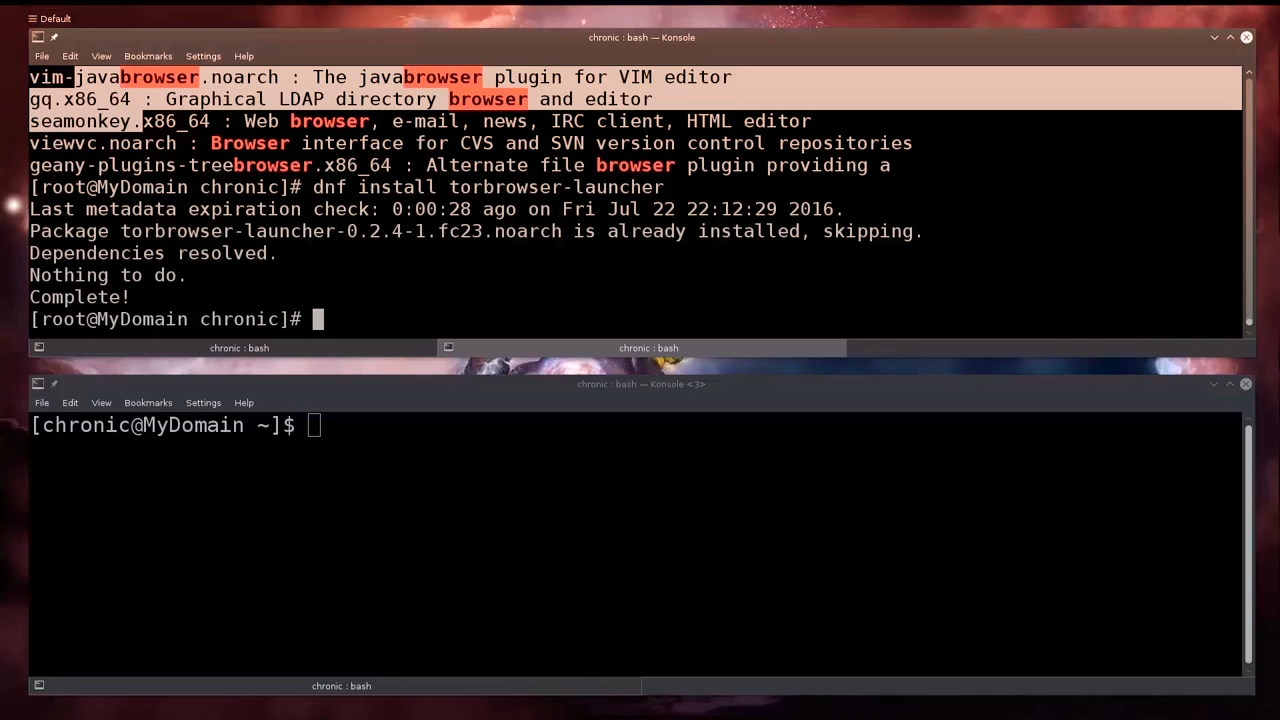 Default
chronic : bash — Konsole
File Edit View Bookmarks Settings Help
vim-javabrowser.noarch : The javabrowser plugin for VIM editor
gq.x86_64 : Graphical LDAP directory browser and editor
seamonkey.x86_64 : Web browser, e-mail, news, IRC client, HTML editor
viewvc.noarch : Browser interface for CVS and SVN version control repositories
geany-plugins-treebrowser.x86_64 : Alternate file browser plugin providing a
[root@MyDomain chronic]# dnf install torbrowser-launcher
Last metadata expiration check: 0:00:28 ago on Fri Jul 22 22:12:29 2016.
Package torbrowser-launcher-0.2.4-1.fc23.noarch is already installed, skipping.
Dependencies resolved.
Nothing to do.
Complete!
[root@MyDomain chronic]#
chronic : bash chronic : bash
chronic : bash — Konsole <3>
File Edit View Bookmarks Settings Help
[chronic@MyDomain ~]$
chronic : bash